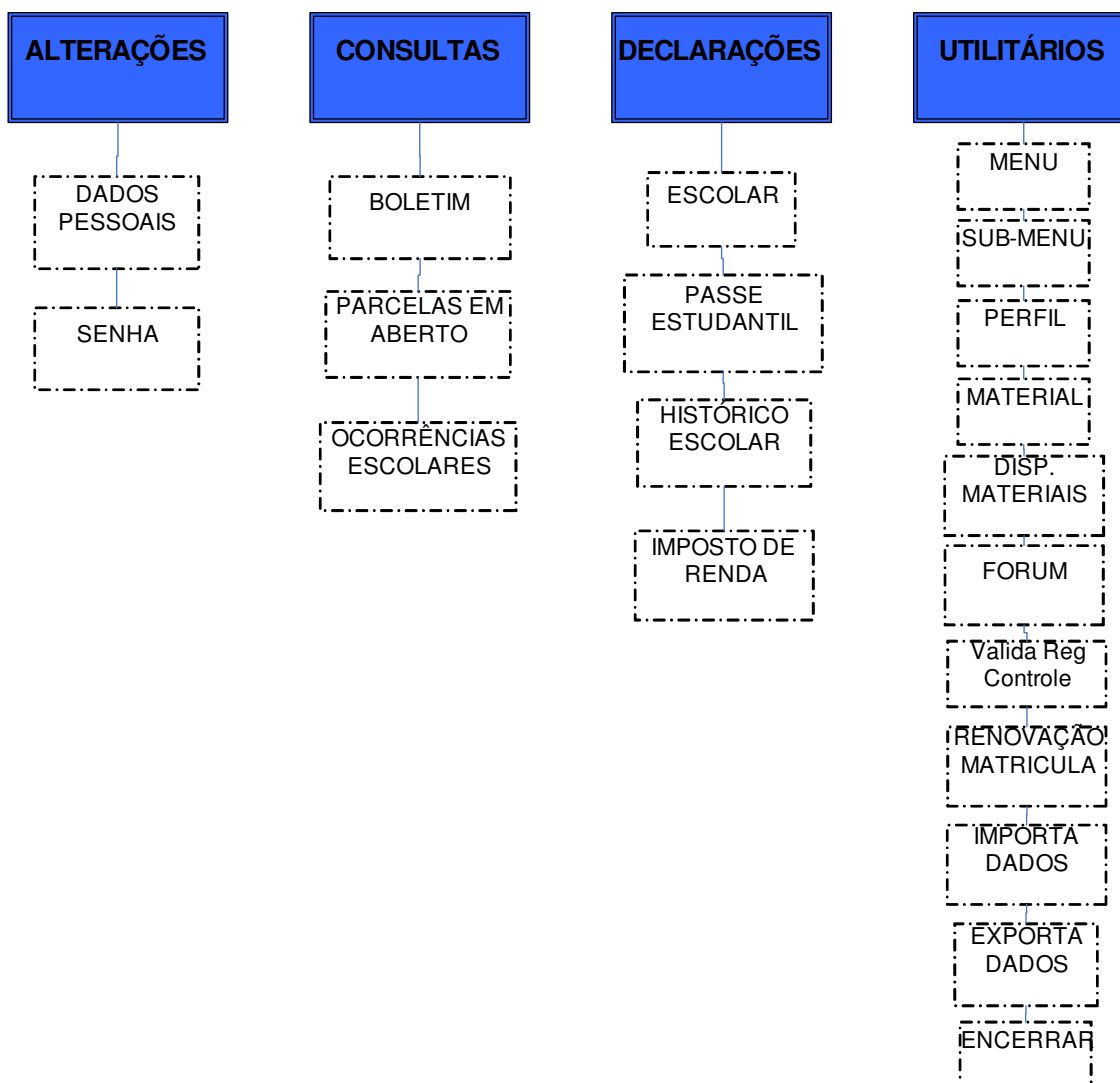 ALTERAÇÕES
DADOS
PESSOAIS
SENHA
CONSULTAS
BOLETIM
PARCELAS EM
ABERTO
OCORRÊNCIAS
ESCOLARES
DECLARAÇÕES
ESCOLAR
PASSE
ESTUDANTIL
HISTÓRICO
ESCOLAR
IMPOSTO DE
RENDA
UTILITÁRIOS
MENU
SUB-MENU
PERFIL
MATERIAL
DISP.
MATERIAIS
FORUM
Valida Reg
Controle
RENOVAÇÃO
MATRICULA
IMPORTA
DADOS
EXPORTA
DADOS
ENCERRAR